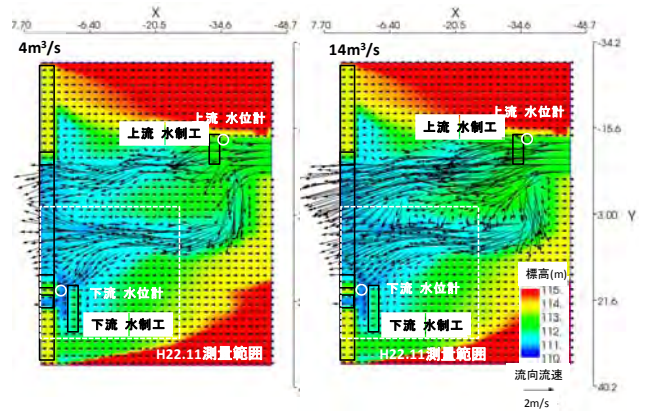 X
7.70 -6.40 -20.5 -34.6 -48.7
7.70 -6.40 -20.5 -34.6 -48.7
4m³/s
14m³/s
-34.2
上流 水位計
上流 水制工
上流 水位計
上流 水制工
-15.6
3.00 Y
標高(m)
115.
114.
113.
112.
111.
110.
下流 水位計
下流 水制工
下流 水位計
下流 水制工
21.6
H22.11測量範囲
H22.11測量範囲
流向流速
2m/s
40.2
X